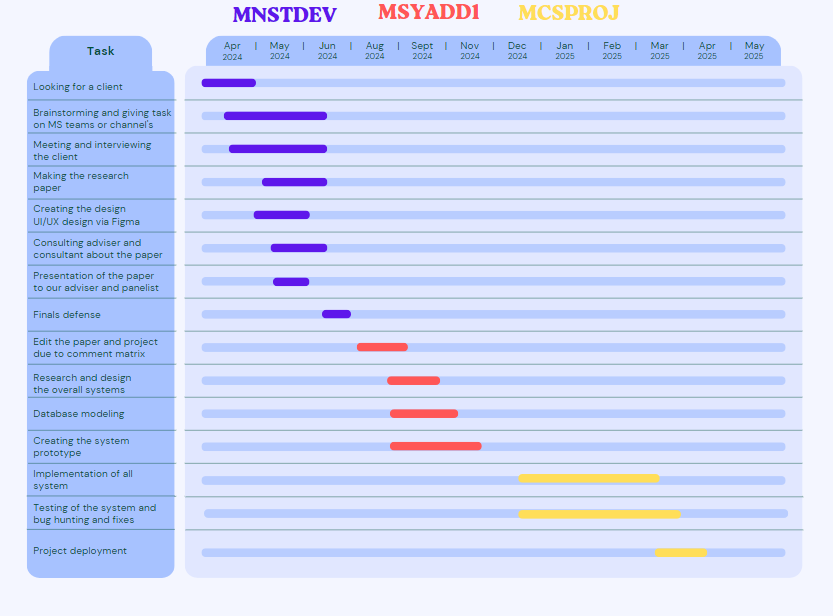 MNSTDEV MSYADD1 MCSPROJ
Task
Apr | May | Jun | Aug | Sept | Nov | Dec | Jan | Feb | Mar | Apr | May
2024 2024 2024 2024 2024 2024 2024 2025 2025 2025 2025 2025
Looking for a client
Brainstorming and giving task
on MS teams or channel's
Meeting and interviewing
the client
Making the research
paper
Creating the design
UI/UX design via Figma
Consulting adviser and
consultant about the paper
Presentation of the paper
to our adviser and panelist
Finals defense
Edit the paper and project
due to comment matrix
Research and design
the overall systems
Database modeling
Creating the system
prototype
Implementation of all
system
Testing of the system and
bug hunting and fixes
Project deployment